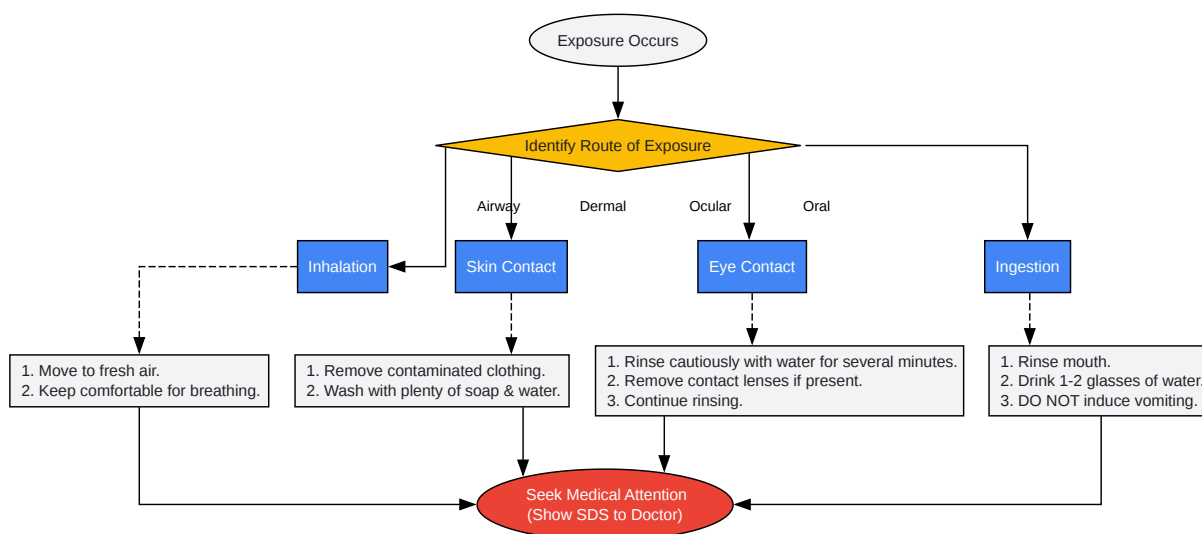 Exposure Occurs
Identify Route of Exposure
Airway
Dermal
Ocular
Oral
Inhalation
Skin Contact
Eye Contact
Ingestion
1. Move to fresh air.
2. Keep comfortable for breathing.
1. Remove contaminated clothing.
2. Wash with plenty of soap & water.
1. Rinse cautiously with water for several minutes.
2. Remove contact lenses if present.
3. Continue rinsing.
1. Rinse mouth.
2. Drink 1-2 glasses of water.
3. DO NOT induce vomiting.
Seek Medical Attention
(Show SDS to Doctor)